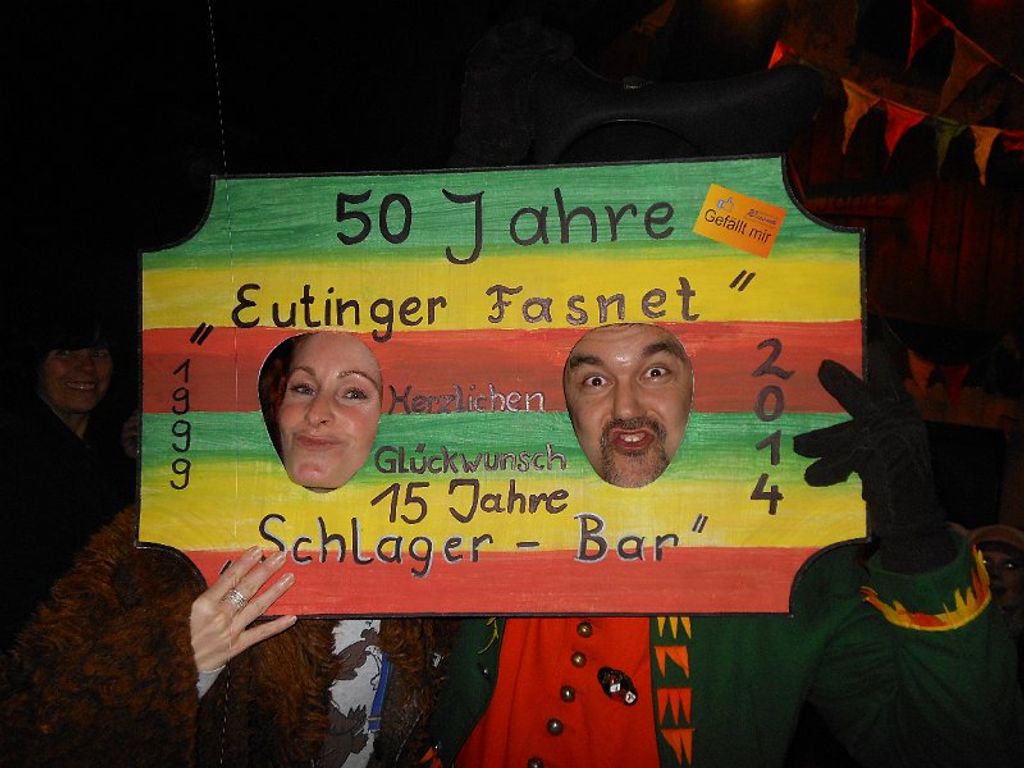 50 Jahre
Gefällt mir
„Eutinger Fasnet"
1999
2014
Herzlichen
Glückwunsch
15 Jahre
„Schlager - Bar"